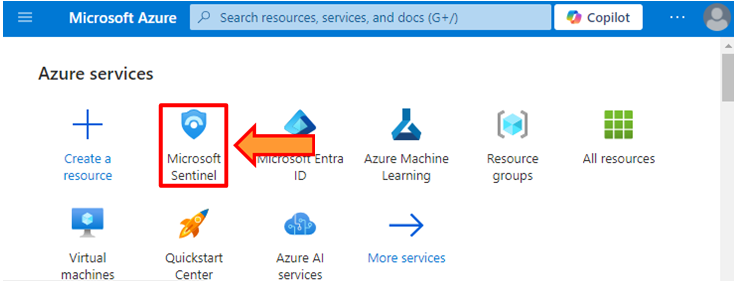 Microsoft Azure
Search resources, services, and docs (G+/)
Copilot
Azure services
Create a
resource
Microsoft
Sentinel
Microsoft Entra
ID
Azure Machine
Learning
Resource
groups
All resources
Virtual
machines
Quickstart
Center
Azure AI
services
More services